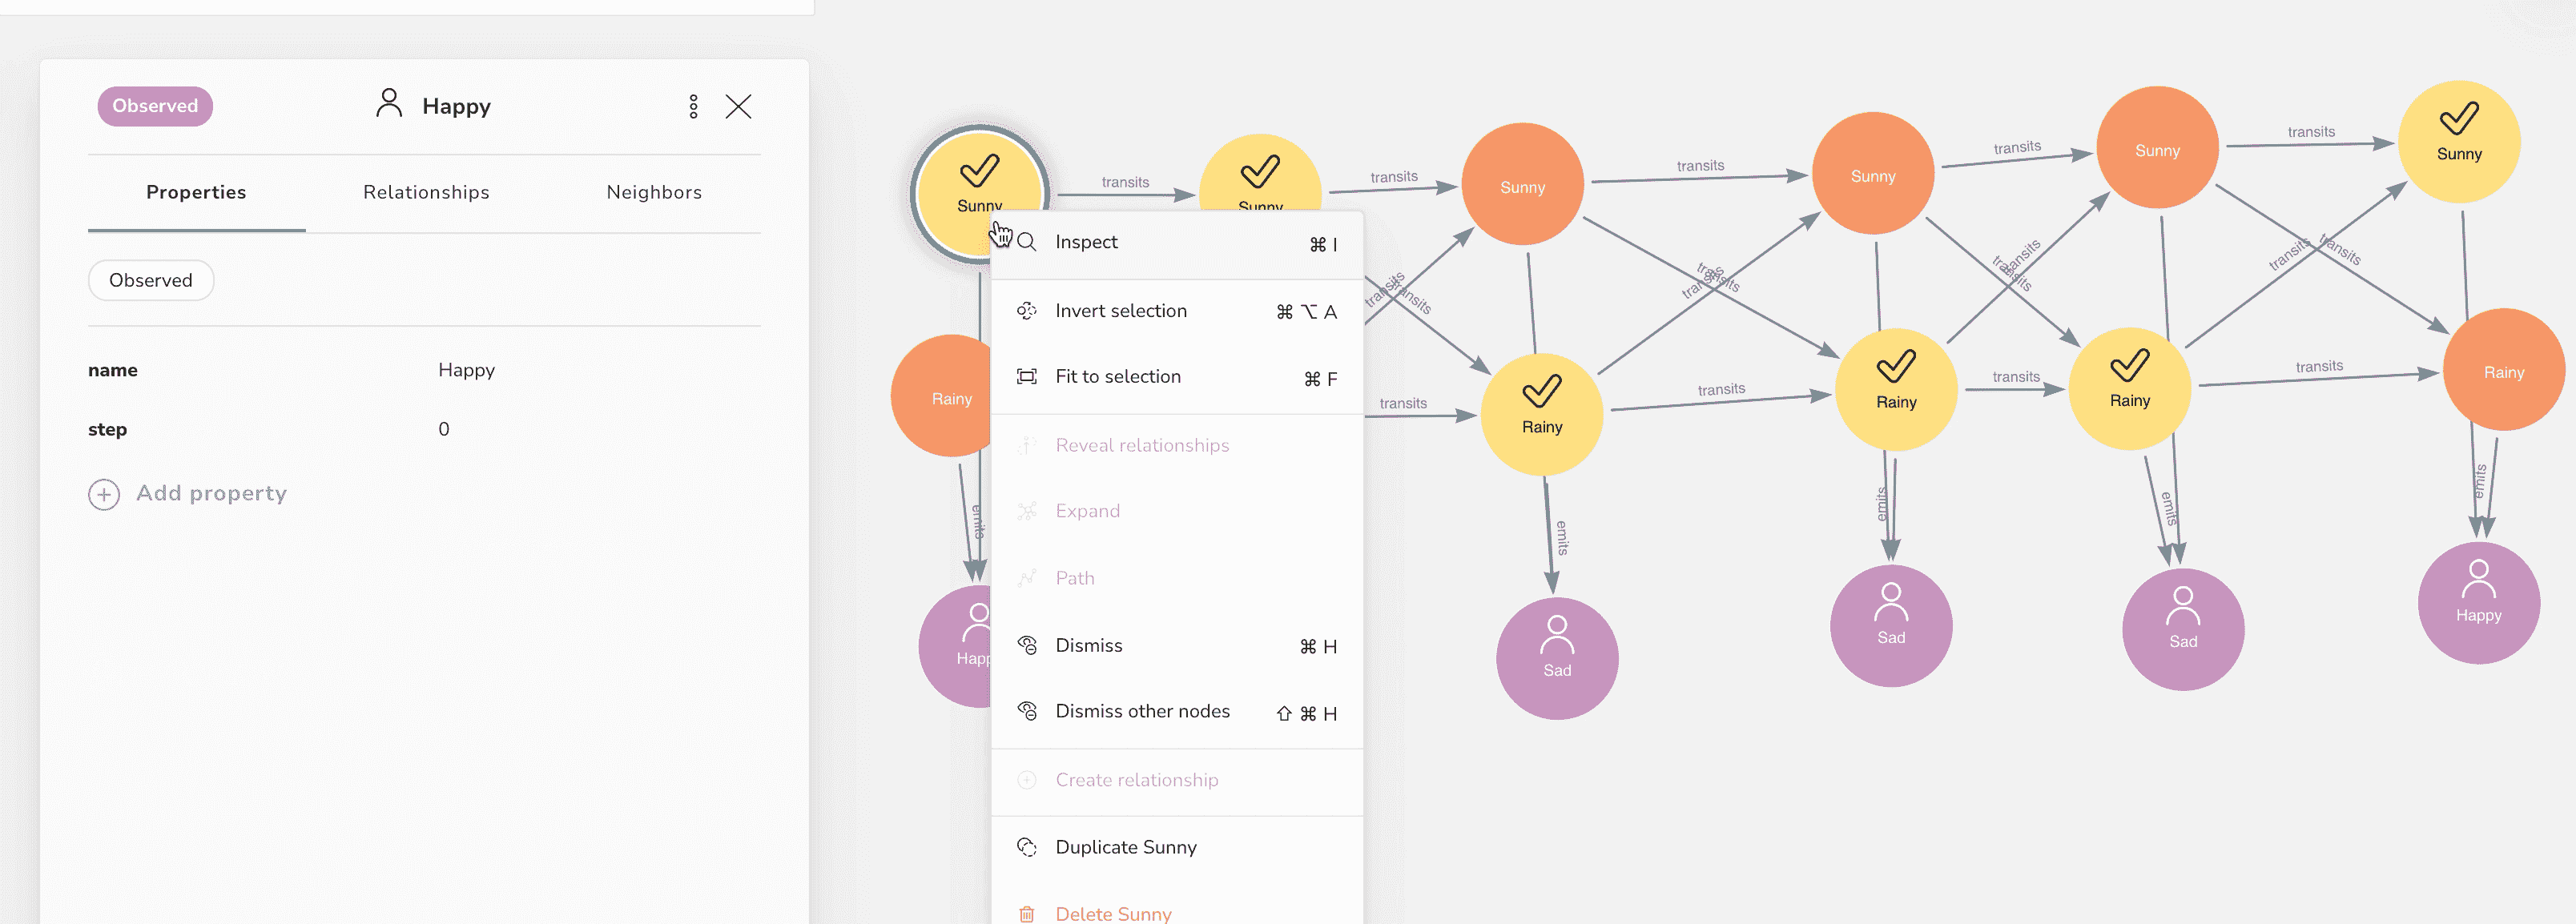 Observed
Happy
Properties
Relationships
Neighbors
Observed
name
Happy
step
0
Add property
Sunny
transits
Sunny
transits
Sunny
transits
Sunny
transits
Sunny
transits
Sunny
Inspect
⌘ I
Invert selection
⌘ ⌥ A
Fit to selection
⌘ F
Reveal relationships
Expand
Path
Dismiss
⌘ H
Dismiss other nodes
⇧ ⌘ H
Create relationship
Duplicate Sunny
Delete Sunny
transits
transits
transits
transits
transits
transits
transits
transits
Rainy
transits
Rainy
transits
Rainy
transits
Rainy
transits
Rainy
emits
emits
emits
emits
emits
Happ
Sad
Sad
Sad
Happy